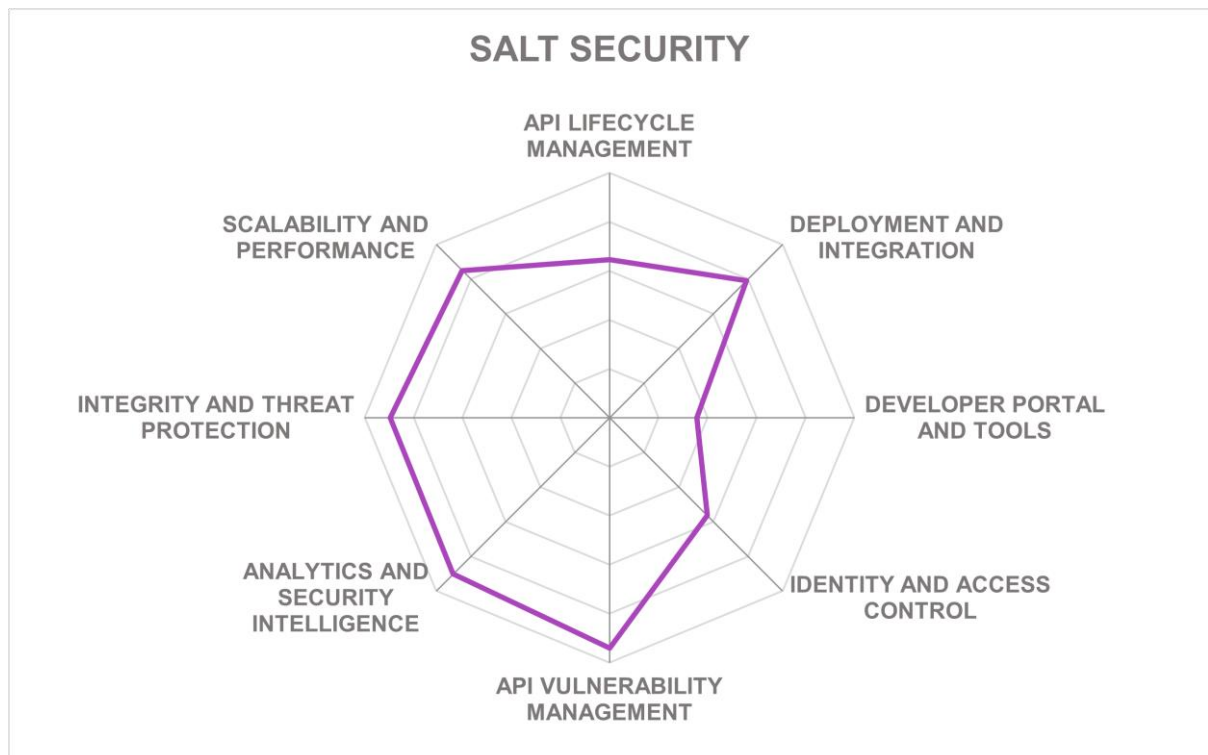 SALT SECURITY
API LIFECYCLE
MANAGEMENT
SCALABILITY AND
PERFORMANCE
DEPLOYMENT AND
INTEGRATION
INTEGRITY AND THREAT
PROTECTION
DEVELOPER PORTAL
AND TOOLS
ANALYTICS AND
SECURITY
INTELLIGENCE
IDENTITY AND ACCESS
CONTROL
API VULNERABILITY
MANAGEMENT